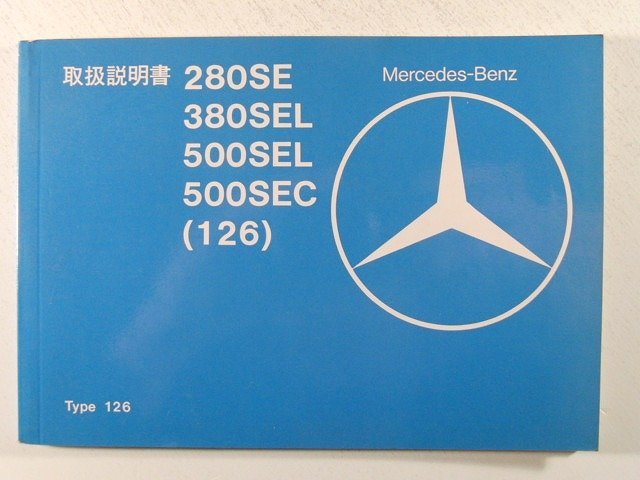 取扱説明書 280SE
380SEL
500SEL
500SEC
(126)
Mercedes-Benz
Type 126